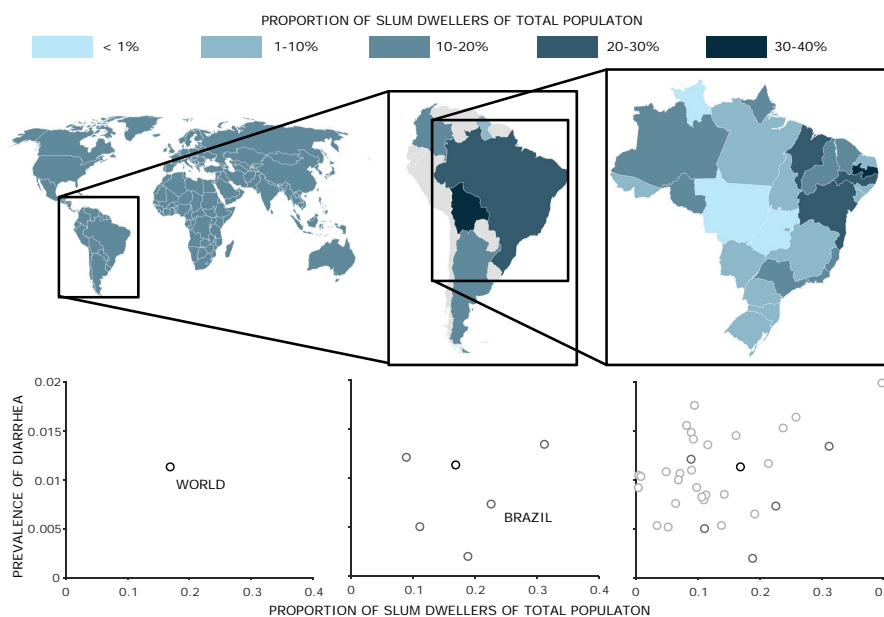 PROPORTION OF SLUM DWELLERS OF TOTAL POPULATON
< 1% 1-10% 10-20% 20-30% 30-40%
PREVALENCE OF DIARRHEA
0.02
0.015
0.01
0.005
0
WORLD
BRAZIL
0 0.1 0.2 0.3 0.4 0 0.1 0.2 0.3 0.4 0 0.1 0.2 0.3
PROPORTION OF SLUM DWELLERS OF TOTAL POPULATON